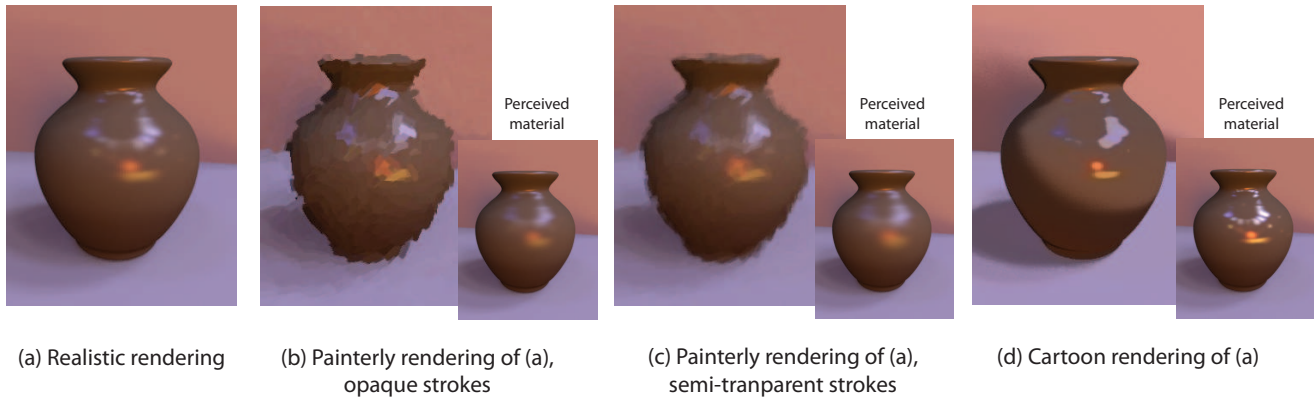 Perceived
material
Perceived
material
Perceived
material
(a) Realistic rendering
(b) Painterly rendering of (a),
opaque strokes
(c) Painterly rendering of (a),
semi-tranparent strokes
(d) Cartoon rendering of (a)